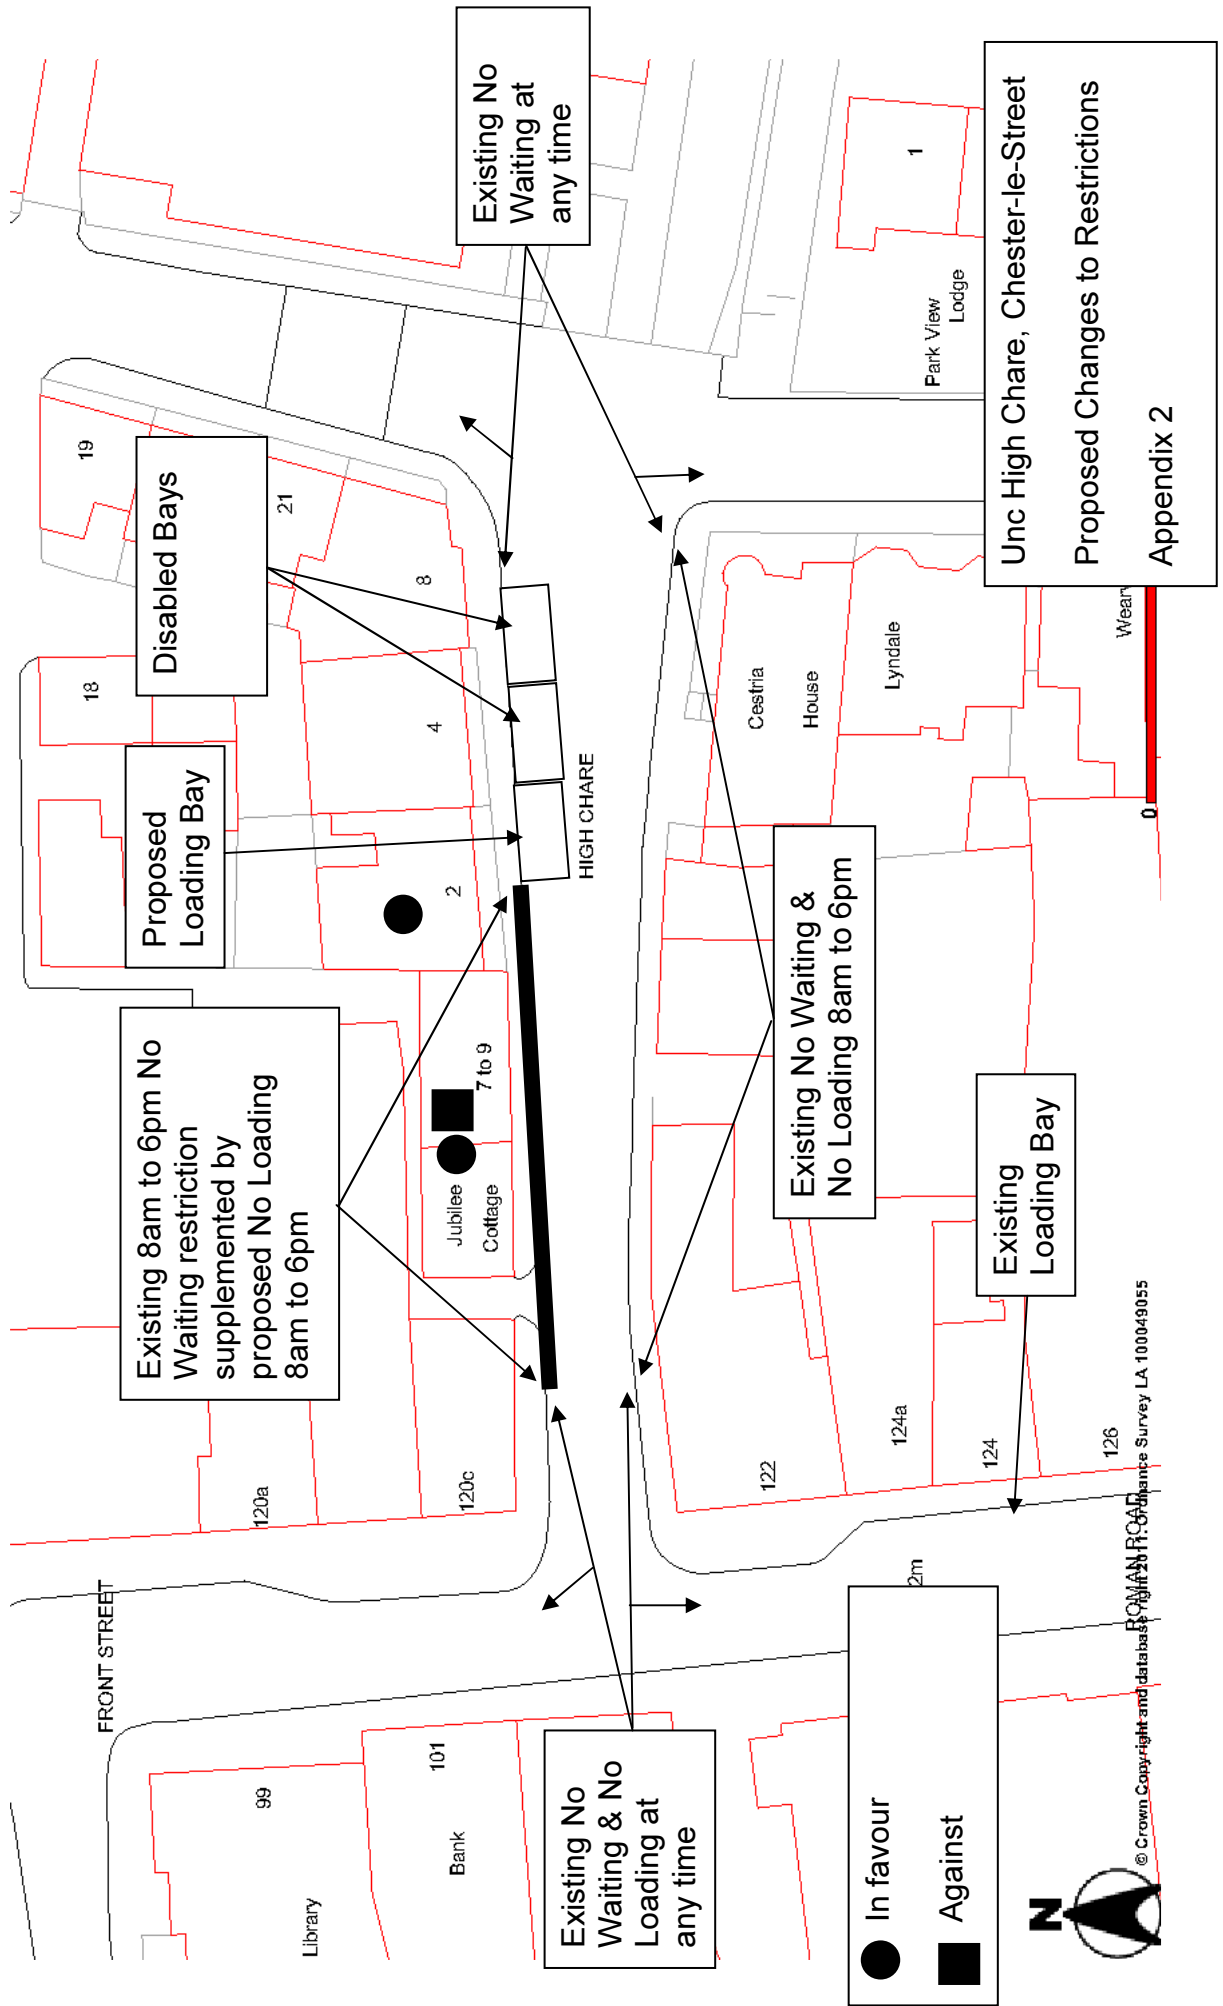 Existing 8am to 6pm No
Waiting restriction
supplemented by
proposed No Loading
8am to 6pm
Proposed
Loading Bay
Disabled Bays
Existing No
Waiting at
any time
Existing No
Waiting & No
Loading at
any time
Existing No Waiting &
No Loading 8am to 6pm
Existing
Loading Bay
FRONT STREET
HIGH CHARE
ROMAN ROAD
Library
99
Bank
101
120a
120c
Jubilee
Cottage
7 to 9
2
4
8
18
19
21
122
124a
124
126
Cestria
House
Lyndale
Park View
Lodge
1
Wear
2m
0
In favour
Against
N
© Crown Copyright and database right 2011. Ordnance Survey LA 100049055
Unc High Chare, Chester-le-Street
Proposed Changes to Restrictions
Appendix 2